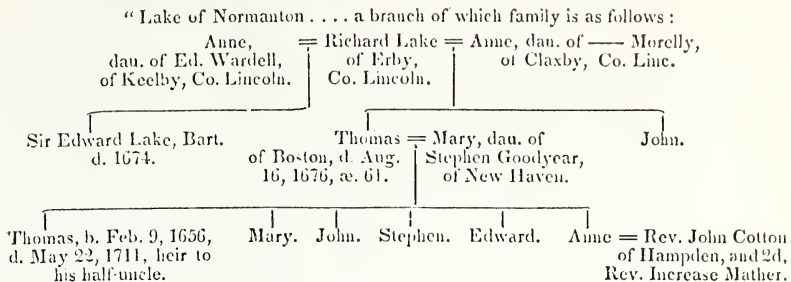 "Lake of Normanton .... a branch of which family is as follows:
Anne, = Richard Lake = Anne, dau. of — Morelly,
dau. of Ed. Wardell, of Erby, of Claxby, Co. Linc.
of Keelby, Co. Lincoln. Co. Lincoln.
Sir Edward Lake, Bart. Thomas = Mary, dau. of John.
d. 1674. of Boston, d. Aug. Stephen Goodyear,
16, 1676, æ. 61. of New Haven.
Thomas, b. Feb. 9, 1656, Mary. John. Stephen. Edward. Anne = Rev. John Cotton
d. May 22, 1711, heir to of Hampden, and 2d,
his half-uncle. Rev. Increase Mather.